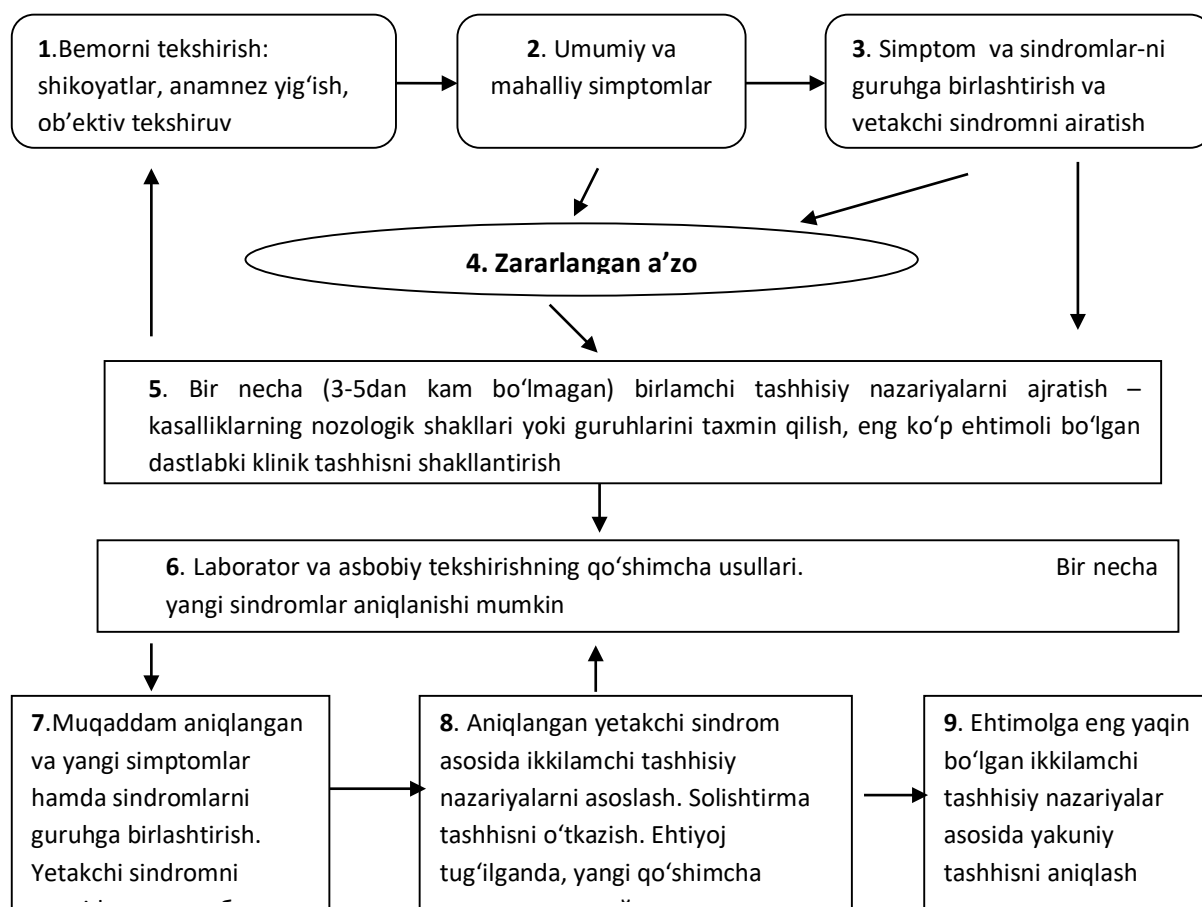 1.Bemorni tekshirish:
shikoyatlar, anamnez yig‘ish,
ob’ektiv tekshiruv
2. Umumiy va
mahalliy simptomlar
3. Simptom va sindromlar-ni
guruhga birlashtirish va
yetakchi sindromni
4. Zararlangan a’zo
5. Bir necha (3-5dan kam bo‘lmagan) birlamchi tashhisiy nazariyalarni ajratish –
kasalliklarning nozologik shakllari yoki guruhlarini taxmin qilish, eng ko‘p ehtimoli bo‘lgan
dastlabki klinik tashhisni shakllantirish
6. Laborator va asbobiy tekshirishning qo‘shimcha usullari. Bir necha
yangi sindromlar aniqlanishi mumkin
7.Muqaddam aniqlangan
va yangi simptomlar
hamda sindromlarni
guruhga birlashtirish.
Yetakchi sindromni
8. Aniqlangan yetakchi sindrom
asosida ikkilamchi tashhisiy
nazariyalarni asoslash. Solishtirma
tashhisni o‘tkazish. Ehtiyoj
tug‘ilganda, yangi qo‘shimcha
9. Ehtimolga eng yaqin
bo‘lgan ikkilamchi
tashhisiy nazariyalar
asosida yakuniy
tashhisni aniqlash